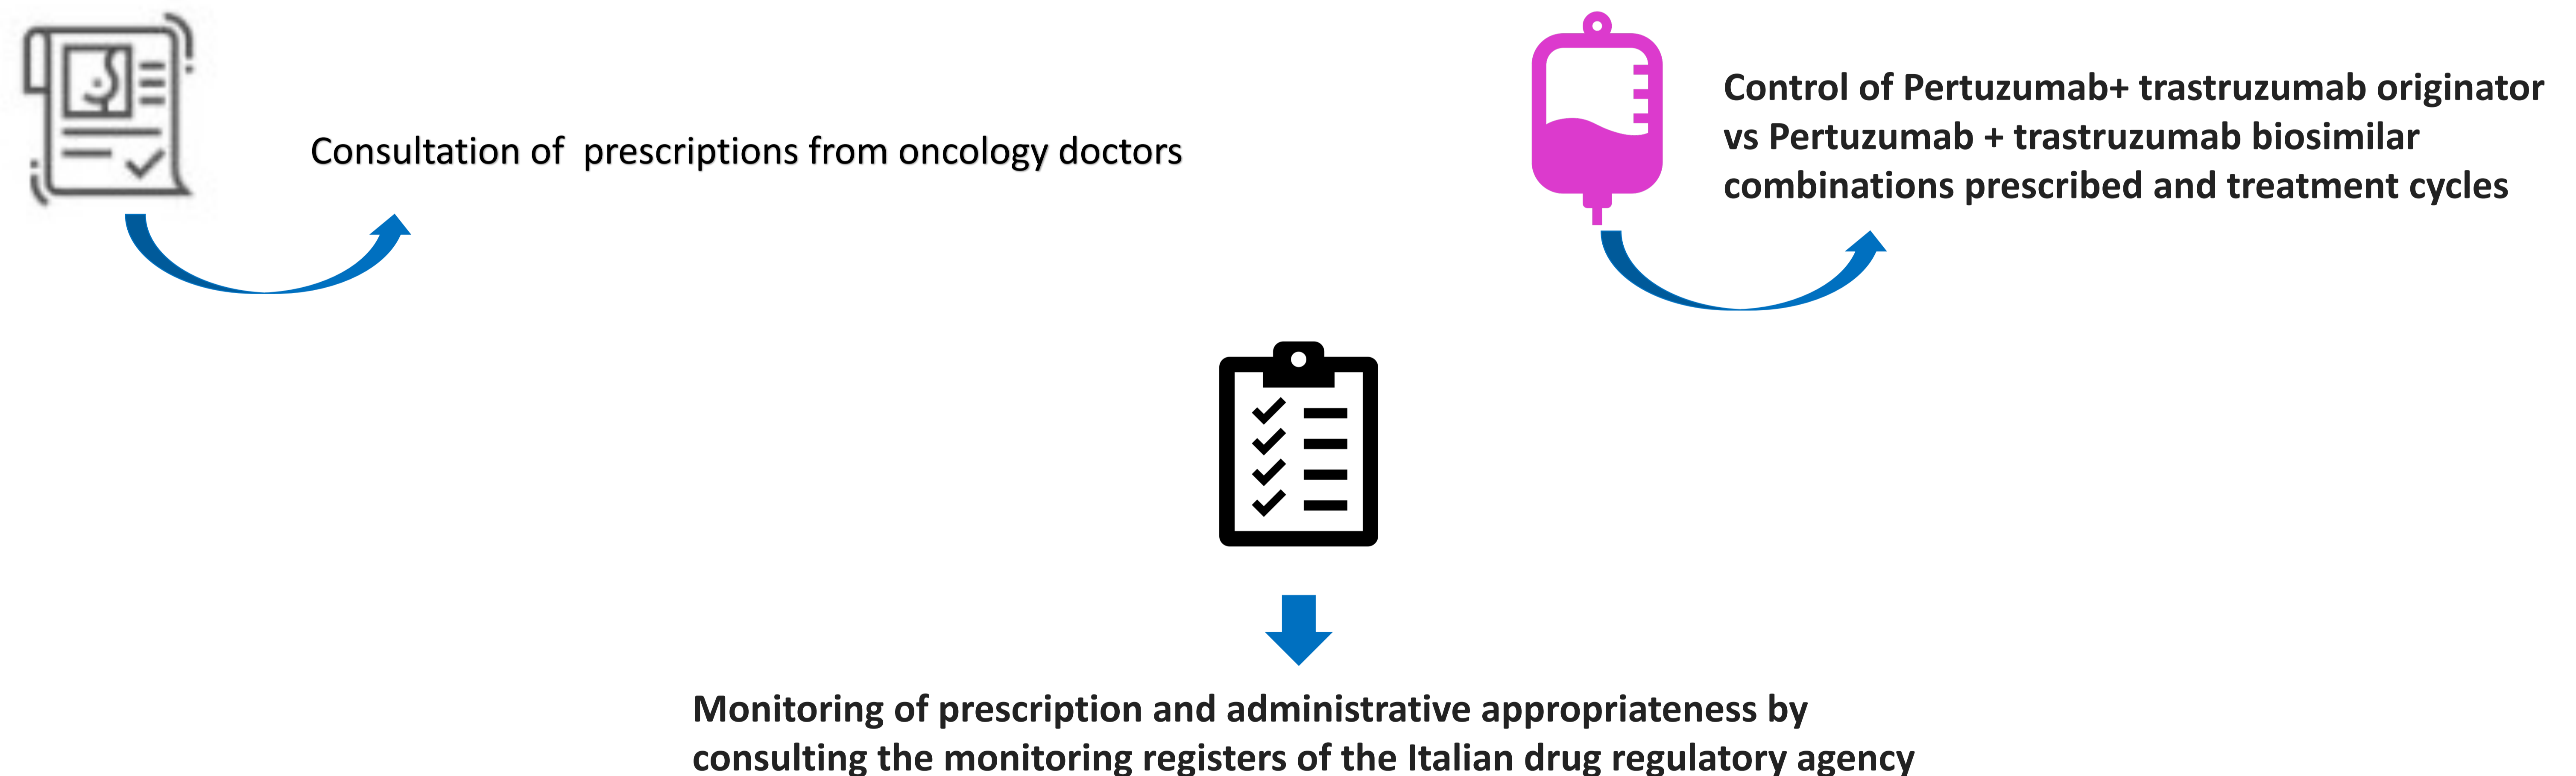 Consultation of prescriptions from oncology doctors
Control of Pertuzumab+ trastruzumab originator
vs Pertuzumab + trastruzumab biosimilar
combinations prescribed and treatment cycles
Monitoring of prescription and administrative appropriateness by
consulting the monitoring registers of the Italian drug regulatory agency